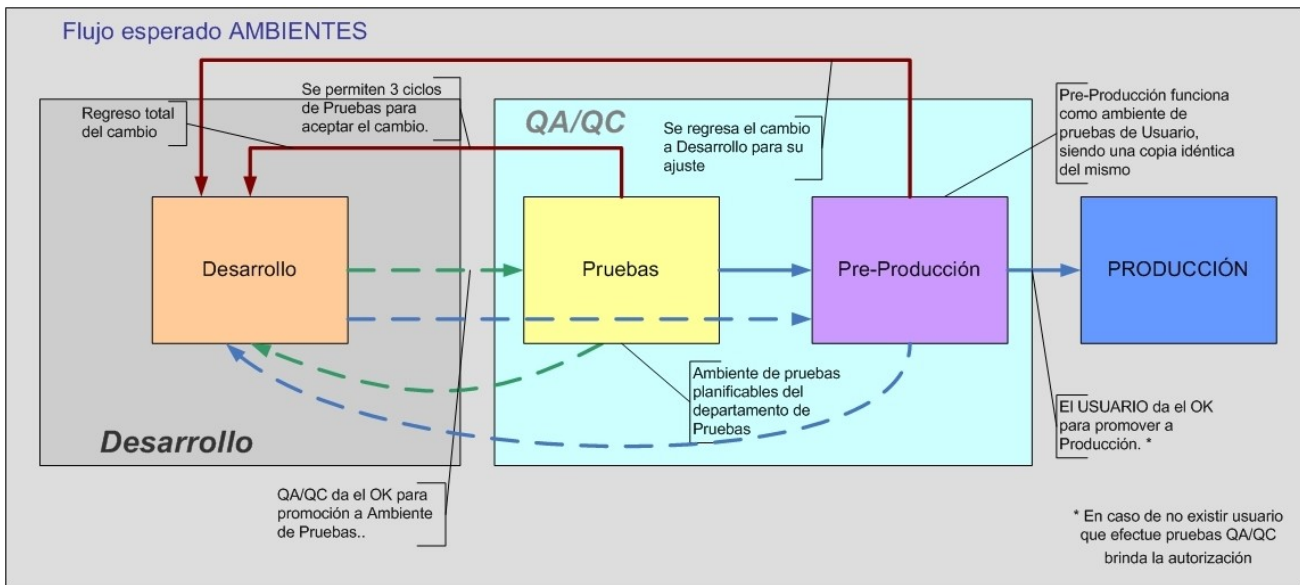 Flujo esperado AMBIENTES
Regreso total
del cambio
Se permiten 3 ciclos
de Pruebas para
aceptar el cambio.
QA/QC
Se regresa el cambio
a Desarrollo para su
ajuste
Pre-Producción funciona
como ambiente de
pruebas de Usuario,
siendo una copia idéntica
del mismo
Desarrollo
Pruebas
Pre-Producción
PRODUCCIÓN
Ambiente de pruebas
planificables del
departamento de
Pruebas
Desarrollo
El USUARIO da el OK
para promover a
Producción. *
QA/QC da el OK para
promoción a Ambiente
de Pruebas..
* En caso de no existir usuario
que efectue pruebas QA/QC
brinda la autorización